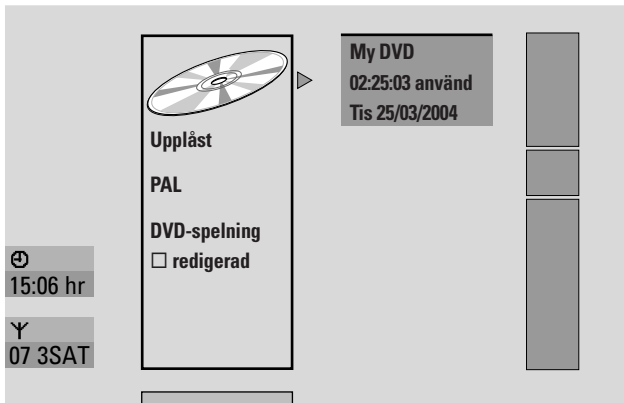 My DVD
02:25:03 använd
Tis 25/03/2004
Upplåst
PAL
DVD-spelning
☐ redigerad
15:06 hr
07 3SAT